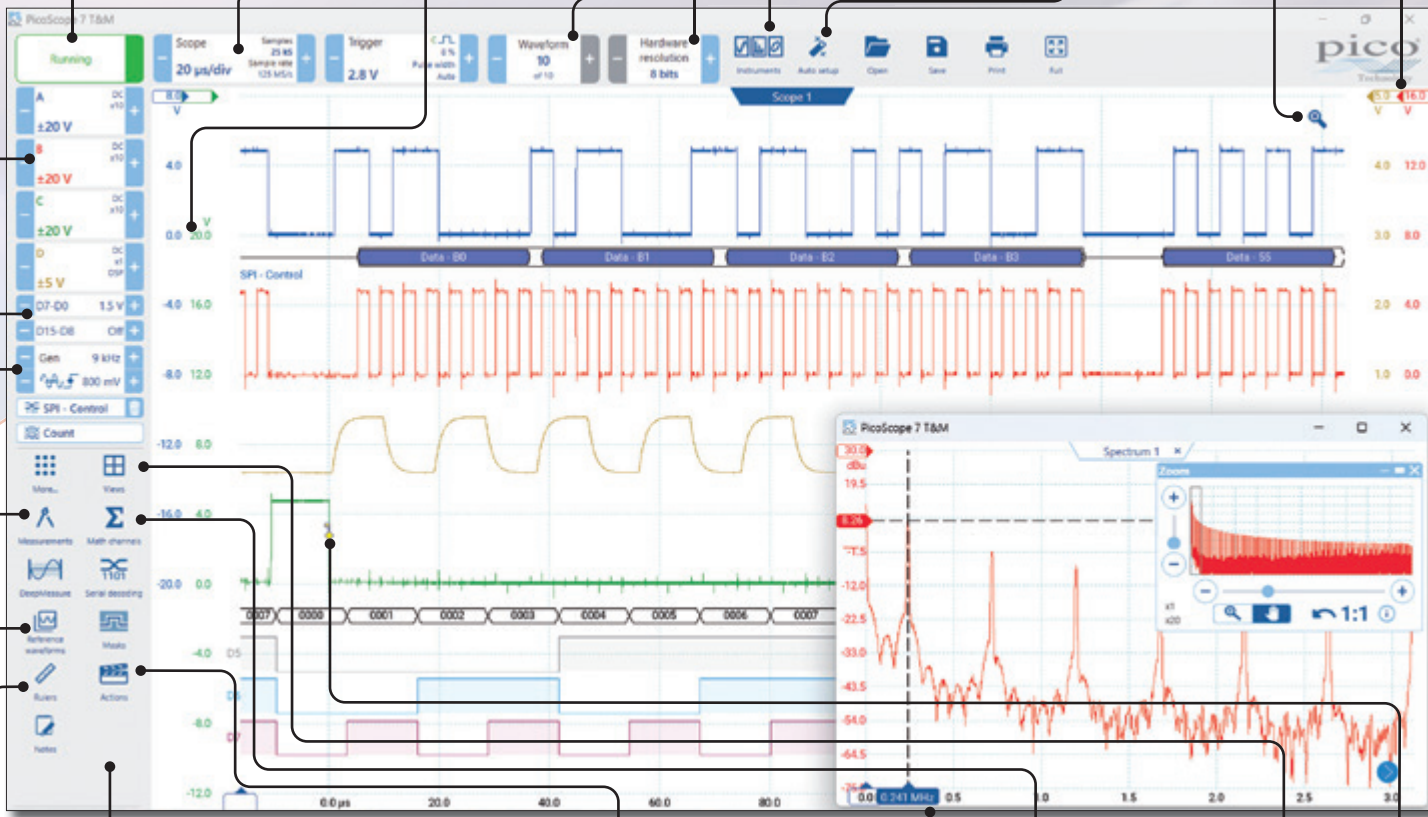 PicoScope 7 T&M
Running
Scope
20 µs/div
Samples
25 kS
Sample rate
125 MS/s
Trigger
2.8 V
C
0 %
Pulse width
Auto
Waveform
10
of 10
Hardware
resolution
8 bits
Instruments
Auto setup
Open
Save
Print
Full
pico
Technology
A
DC
x10
±20 V
B
DC
x10
±20 V
C
DC
x10
±20 V
D
DC
x1
DSP
±5 V
D7-D0 1.5 V
D15-D8 Off
Gen 9 kHz
800 mV
SPI - Control
Count
More...
Views
Measurements
Math channels
DeepMeasure
1101
Serial decoding
Reference
waveforms
Masks
Rulers
Actions
Notes
Scope 1
8.0
V
5.0 16.0
V V
4.0
4.0 12.0
V
0.0 20.0
3.0 8.0
Data - B0
Data - B1
Data - B2
Data - B3
Data - 55
SPI - Control
-4.0 16.0
2.0 4.0
-8.0 12.0
1.0 0.0
-12.0 8.0
-16.0 4.0
-20.0 0.0
0007 0000 0001 0002 0003 0004 0005 0006 0007
-4.0 D5
D6
-8.0 D7
-12.0
0.0 µs 20.0 40.0 60.0 80.0
PicoScope 7 T&M
Spectrum 1
30.0
dBu
19.5
8.26
-1.5
-12.0
-22.5
-33.0
-43.5
-54.0
-64.5
Zoom
x1
x20
1:1
0.0 0.241 MHz 0.5 1.0 1.5 2.0 2.5 3.0